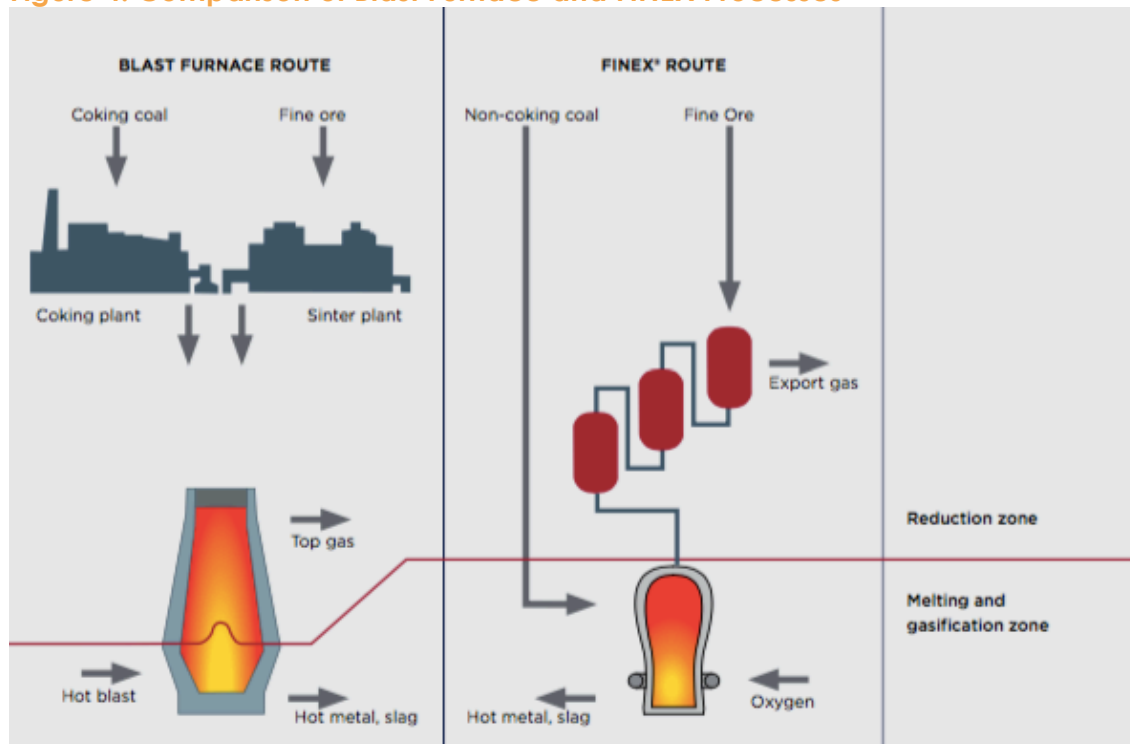 BLAST FURNACE ROUTE
Coking coal
Fine ore
Coking plant
Sinter plant
Top gas
Hot blast
Hot metal, slag
FINEX® ROUTE
Non-coking coal
Fine Ore
Export gas
Hot metal, slag
Oxygen
Reduction zone
Melting and
gasification zone